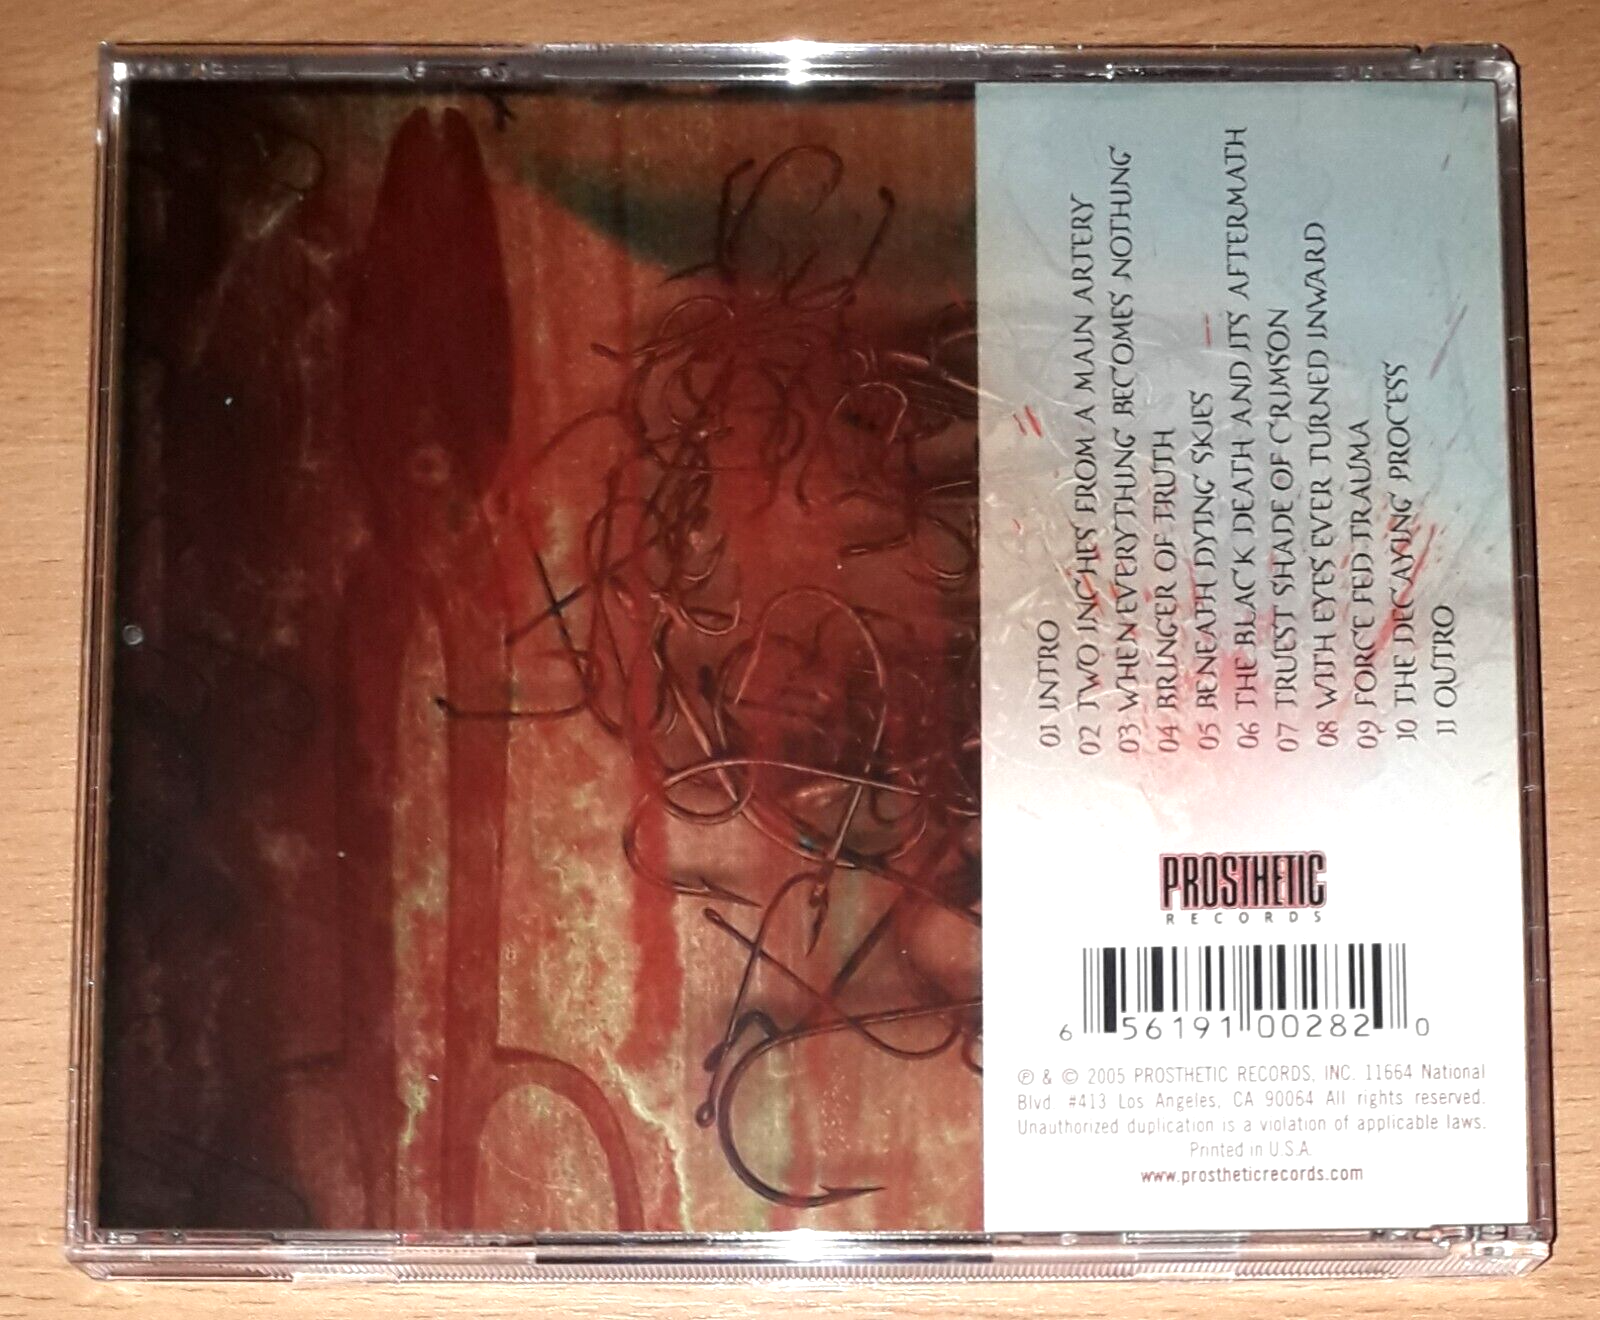 01 INTRO
02 TWO INCHES FROM A MAIN ARTERY
03 WHEN EVERYTHING BECOMES NOTHING
04 BRINGER OF TRUTH
05 BENEATH DYING SKIES
06 THE BLACK DEATH AND ITS AFTERMATH
07 TRUEST SHADE OF CRIMSON
08 WITH EYES EVER TURNED INWARD
09 FORCE FED TRAUMA
10 THE DECAYING PROCESS
11 OUTRO
PROSTHETIC
RECORDS
6 56191 00282 0
℗ & © 2005 PROSTHETIC RECORDS, INC. 11664 National
Blvd. #413 Los Angeles, CA 90064 All rights reserved.
Unauthorized duplication is a violation of applicable laws.
Printed in U.S.A.
www.prostheticrecords.com